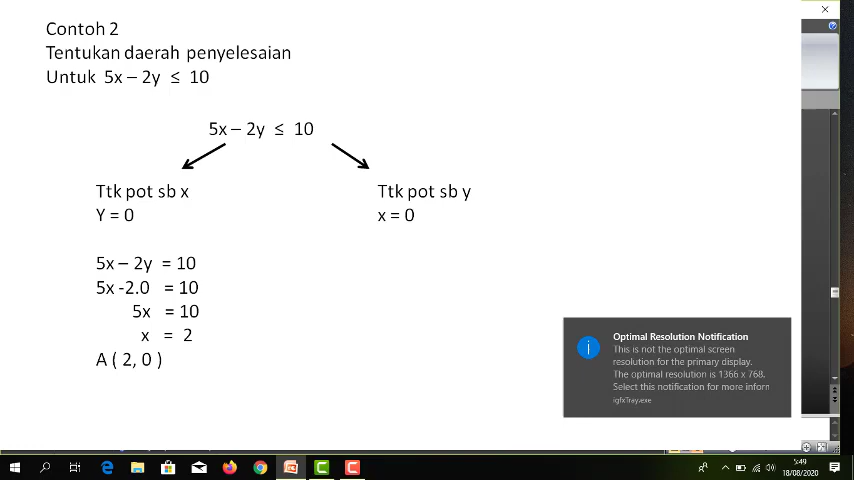 Contoh 2
Tentukan daerah penyelesaian
Untuk 5x – 2y ≤ 10
5x – 2y ≤ 10
Ttk pot sb x
Y = 0
5x – 2y = 10
5x -2.0 = 10
5x = 10
x = 2
A ( 2, 0 )
Ttk pot sb y
x = 0
Optimal Resolution Notification
This is not the optimal screen
resolution for the primary display.
The optimal resolution is 1366 x 768.
Select this notification for more inforn
igfxTray.exe
18/08/2020